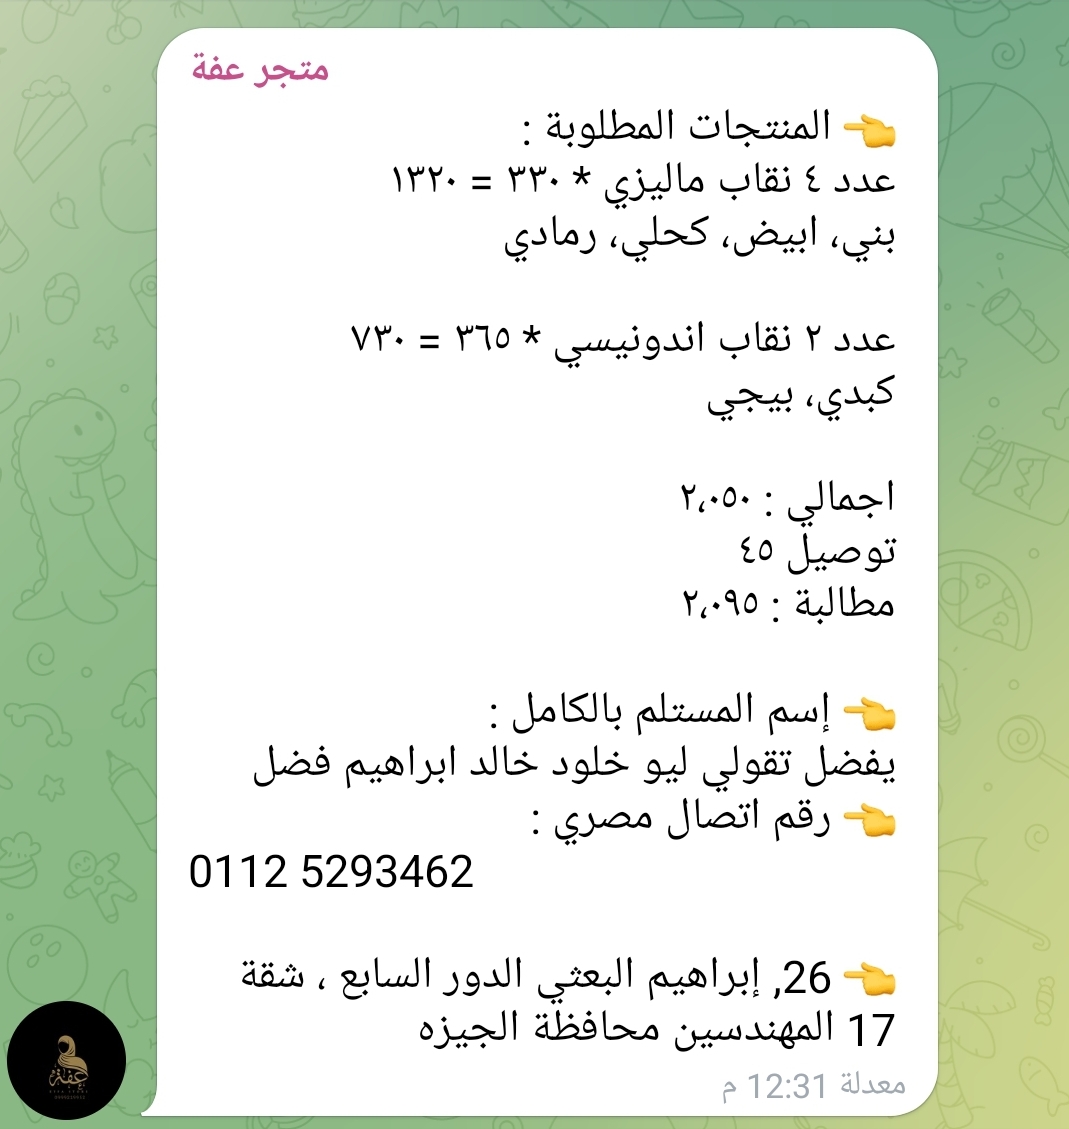 متجر عفة
👈 المنتجات المطلوبة :
عدد ٤ نقاب ماليزي * ٣٣٠ = ١٣٢٠
بني، ابيض، كحلي، رمادي
عدد ٢ نقاب اندونيسي * ٣٦٥ = ٧٣٠
كبدي، بيجي
اجمالي : ٢،٠٥٠
توصيل ٤٥
مطالبة : ٢،٠٩٥
👈 إسم المستلم بالكامل :
يفضل تقولي ليو خلود خالد ابراهيم فضل
👈 رقم اتصال مصري :
0112 5293462
👈 26, إبراهيم البعثي الدور السابع ، شقة
17 المهندسين محافظة الجيزه
معدلة 12:31 م
عفة